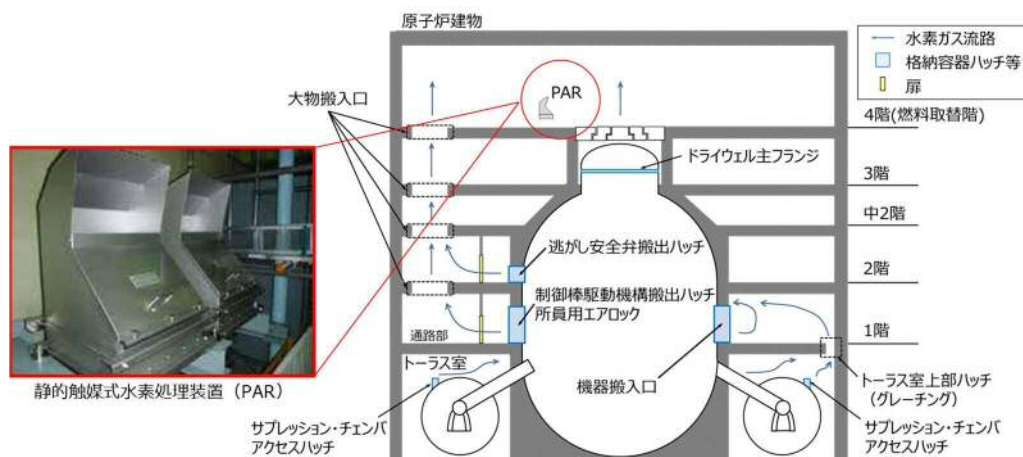 原子炉建物
水素ガス流路
格納容器ハッチ等
扉
大物搬入口
PAR
4階(燃料取替階)
ドライウェル主フランジ
3階
中2階
逃がし安全弁搬出ハッチ
2階
制御棒駆動機構搬出ハッチ
所員用エアロック
通路部
1階
トーラス室
機器搬入口
トーラス室上部ハッチ
(グレーチング)
静的触媒式水素処理装置（PAR）
サプレッション・チェンバ
アクセスハッチ
サプレッション・チェンバ
アクセスハッチ